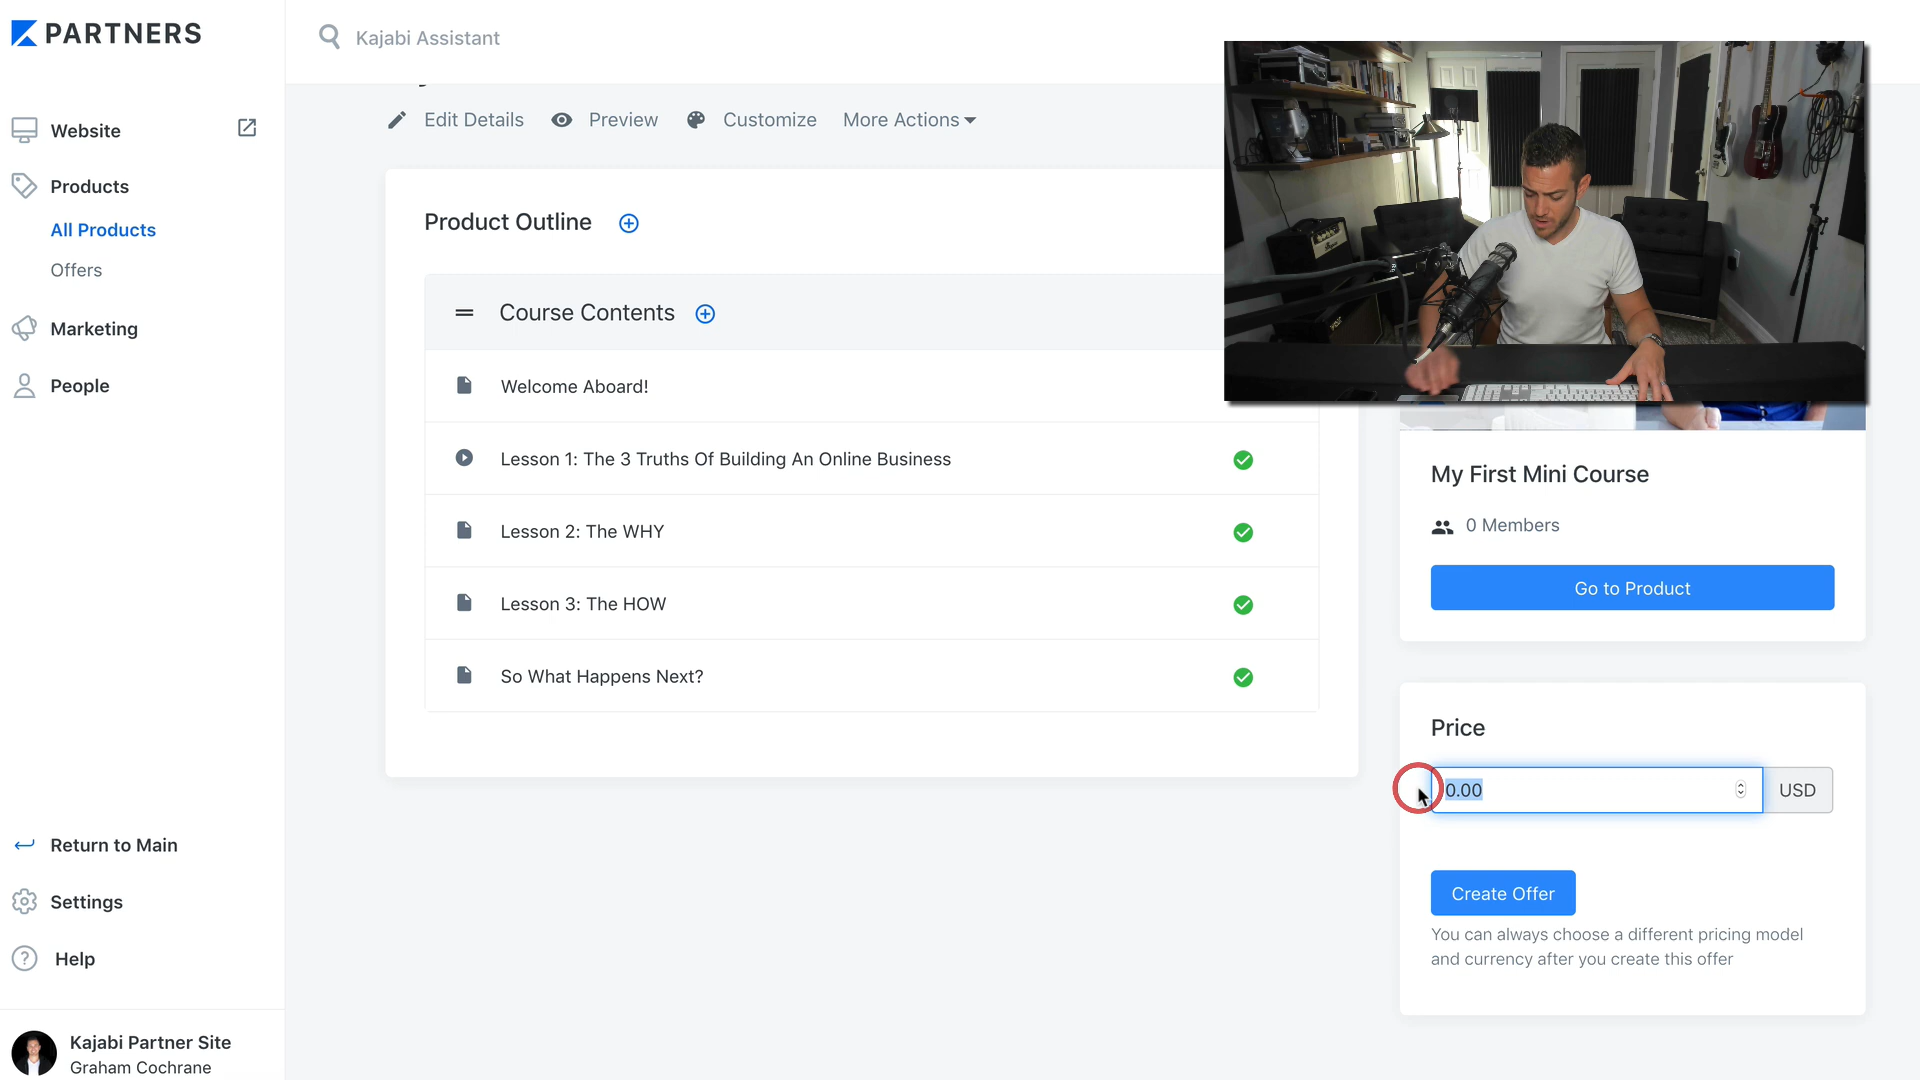 PARTNERS
Kajabi Assistant
Website
Products
All Products
Offers
Marketing
People
Return to Main
Settings
Help
Kajabi Partner Site
Graham Cochrane
Edit Details
Preview
Customize
More Actions
Product Outline
Course Contents
Welcome Aboard!
Lesson 1: The 3 Truths Of Building An Online Business
Lesson 2: The WHY
Lesson 3: The HOW
So What Happens Next?
My First Mini Course
0 Members
Go to Product
Price
0.00
USD
Create Offer
You can always choose a different pricing model
and currency after you create this offer